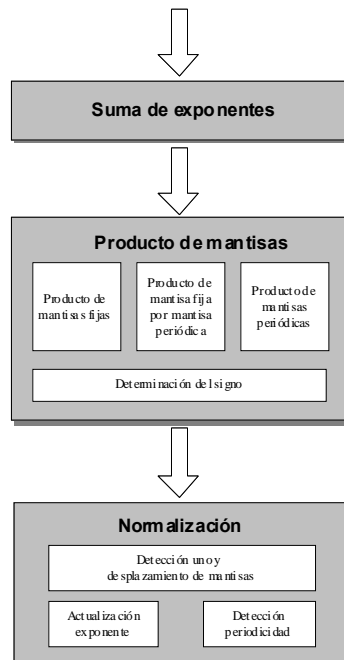 Suma de exponentes
Producto de mantisas
Producto de
mantisas fijas
Producto de
mantisa fija
por mantisa
periódica
Producto de
mantisas
periódicas
Determinación del signo
Normalización
Detección uno y
desplazamiento de mantisas
Actualización
exponente
Detección
periodicidad